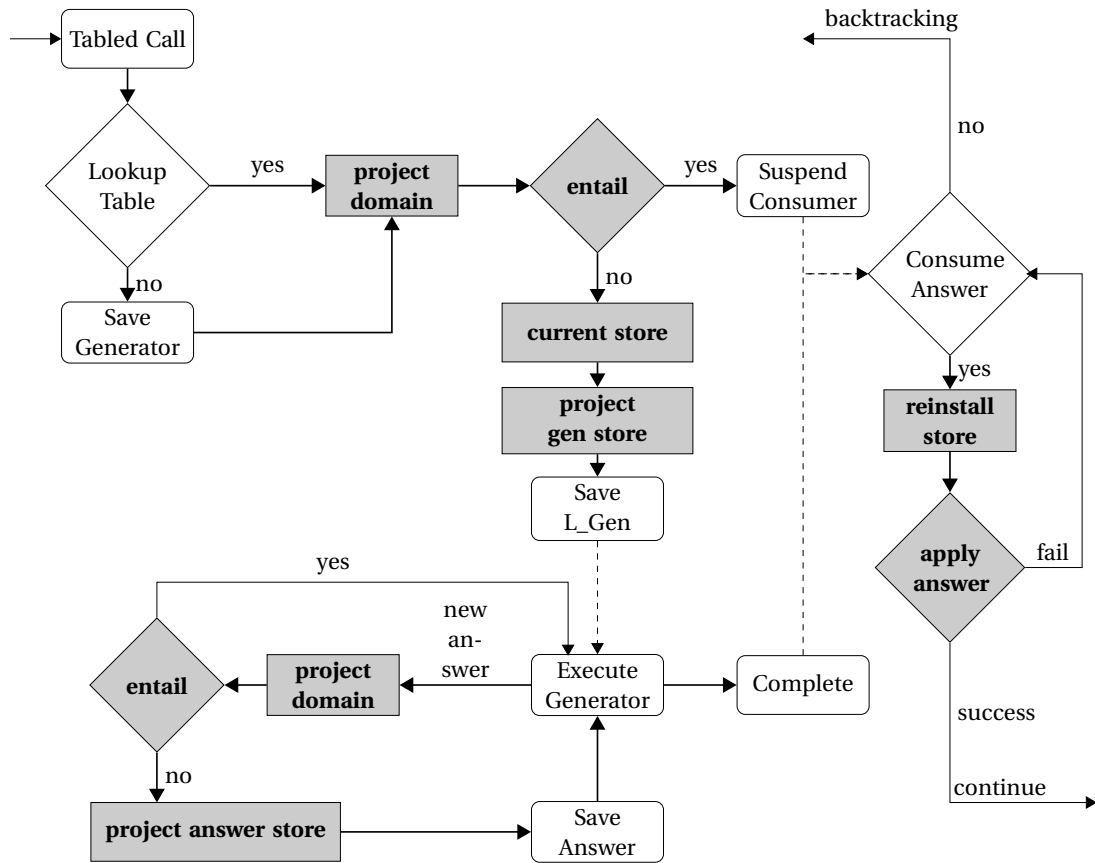 backtracking
Tabled Call
no
Lookup
Table
yes
project
domain
entail
yes
Suspend
Consumer
Consume
Answer
no
Save
Generator
no
current store
yes
project
gen store
reinstall
store
Save
L_Gen
apply
answer
fail
yes
new
an-
swer
entail
project
domain
Execute
Generator
Complete
success
no
continue
project answer store
Save
Answer